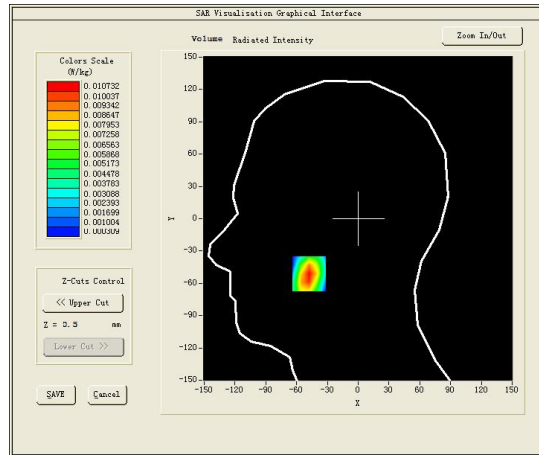 SAR Visualisation Graphical Interface
Volume Radiated Intensity
Zoom In/Out
Colors Scale
(W/kg)
0.010732
0.010037
0.009342
0.008647
0.007953
0.007258
0.006563
0.005868
0.005173
0.004478
0.003783
0.003088
0.002393
0.001699
0.001004
0.000309
Z-Cuts Control
<< Upper Cut
Z = 0.5 mm
Lower Cut >>
SAVE Cancel
150
120
90
60
30
Y 0
-30
-60
-90
-120
-150
-150 -120 -90 -60 -30 0 30 60 90 120 150
X